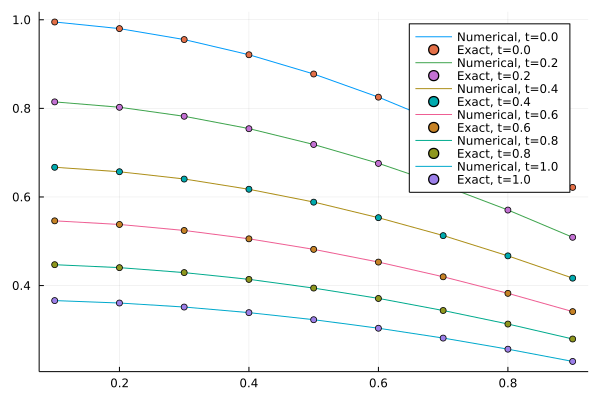 1.0
0.8
0.6
0.4
0.2
0.4
0.6
0.8
Numerical, t=0.0
Exact, t=0.0
Numerical, t=0.2
Exact, t=0.2
Numerical, t=0.4
Exact, t=0.4
Numerical, t=0.6
Exact, t=0.6
Numerical, t=0.8
Exact, t=0.8
Numerical, t=1.0
Exact, t=1.0